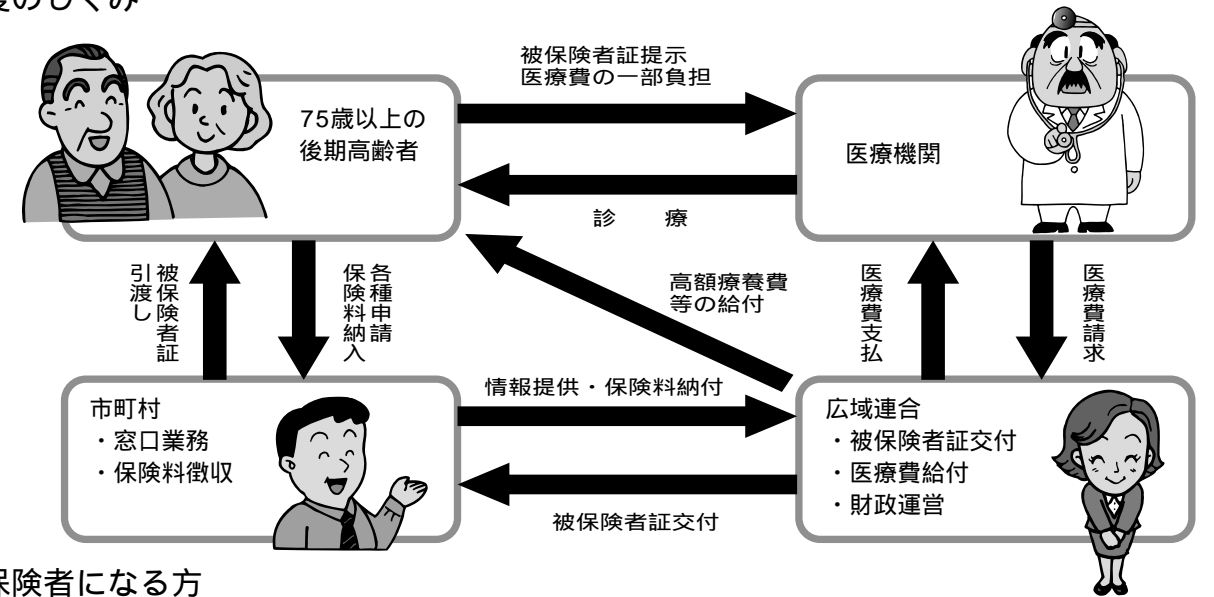 度のしくみ
被保険者証提示
医療費の一部負担
75歳以上の
後期高齢者
医療機関
診 療
被保険者証
引渡し
各種申請
保険料納入
高額療養費
等の給付
医療費支払
医療費請求
情報提供・保険料納付
市町村
・窓口業務
・保険料徴収
広域連合
・被保険者証交付
・医療費給付
・財政運営
被保険者証交付
保険者になる方